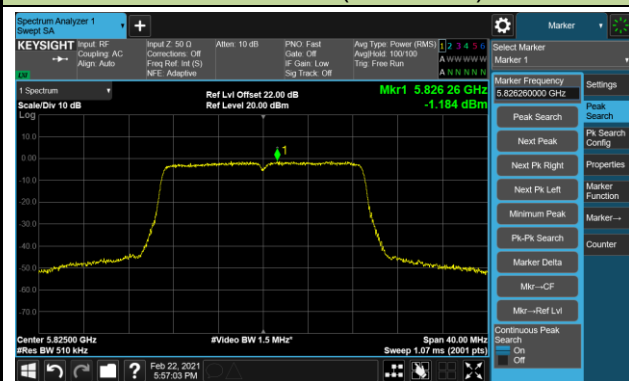 Spectrum Analyzer 1
Swept SA
Marker
KEYSIGHT
Input: RF
Coupling: AC
Align: Auto
Input Z: 50 Ω
Corrections: Off
Freq Ref: Int (S)
NFE: Adaptive
Atten: 10 dB
PNO: Fast
Gate: Off
IF Gain: Low
Sig Track: Off
Avg Type: Power (RMS)
Avg|Hold: 100/100
Trig: Free Run
1 2 3 4 5 6
A W W W W W
A N N N N N
Select Marker
Marker 1
1 Spectrum
Scale/Div 10 dB
Log
Ref Lvl Offset 22.00 dB
Ref Level 20.00 dBm
Mkr1 5.826 26 GHz
-1.184 dBm
Marker Frequency
5.826260000 GHz
Peak Search
Next Peak
Next Pk Right
Next Pk Left
Minimum Peak
Pk-Pk Search
Marker Delta
Mkr→CF
Mkr→Ref Lvl
Continuous Peak
Search
On
Off
Settings
Peak
Search
Pk Search
Config
Properties
Marker
Function
Marker→
Counter
10.0
0.00
-10.0
-20.0
-30.0
-40.0
-50.0
-60.0
-70.0
1
Center 5.82500 GHz
#Res BW 510 kHz
#Video BW 1.5 MHz*
Span 40.00 MHz
Sweep 1.07 ms (2001 pts)
?
Feb 22, 2021
5:57:03 PM